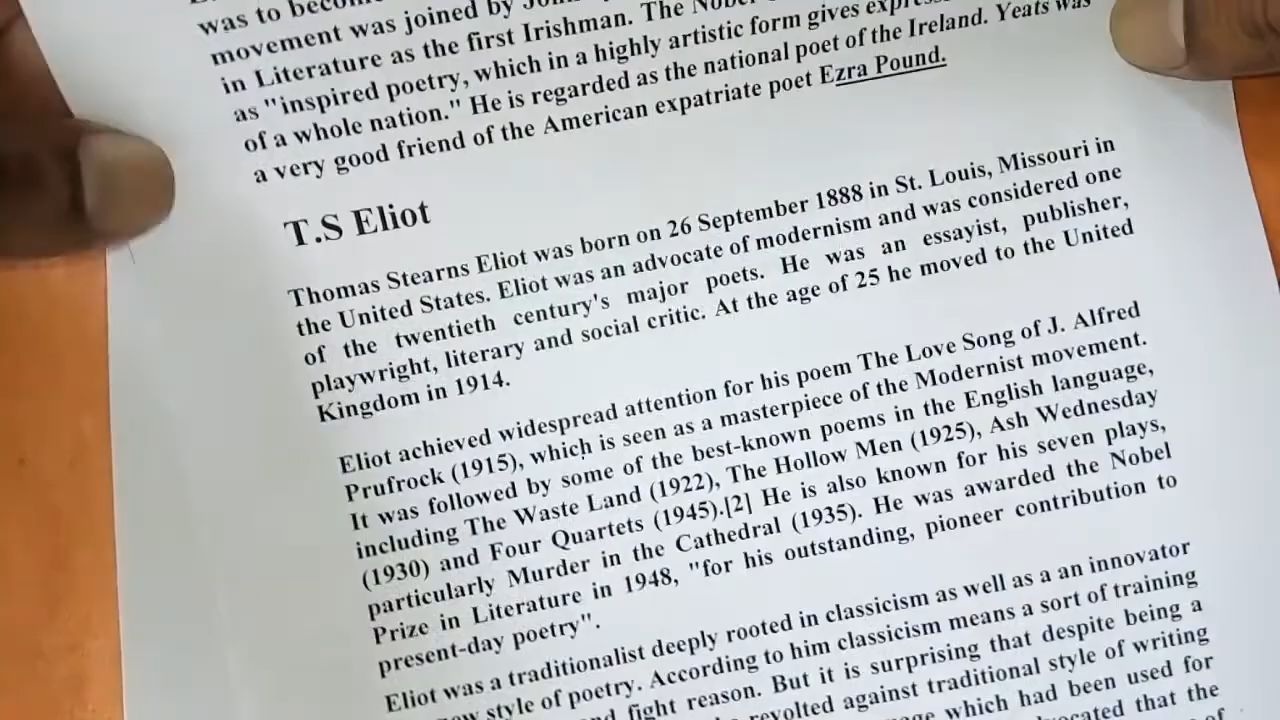 was to
movement was joined by
in Literature as the first Irishman. The Nobel
as "inspired poetry, which in a highly artistic form gives
of a whole nation." He is regarded as the national poet of the Ireland. Yeats was
a very good friend of the American expatriate poet Ezra Pound.
T.S Eliot
Thomas Stearns Eliot was born on 26 September 1888 in St. Louis, Missouri in
the United States. Eliot was an advocate of modernism and was considered one
of the twentieth century's major poets. He was an essayist, publisher,
playwright, literary and social critic. At the age of 25 he moved to the United
Kingdom in 1914.
Eliot achieved widespread attention for his poem The Love Song of J. Alfred
Prufrock (1915), which is seen as a masterpiece of the Modernist movement.
It was followed by some of the best-known poems in the English language,
including The Waste Land (1922), The Hollow Men (1925), Ash Wednesday
(1930) and Four Quartets (1945).[2] He is also known for his seven plays,
particularly Murder in the Cathedral (1935). He was awarded the Nobel
Prize in Literature in 1948, "for his outstanding, pioneer contribution to
present-day poetry".
Eliot was a traditionalist deeply rooted in classicism as well as a an innovator
style of poetry. According to him classicism means a sort of training
fight reason. But it is surprising that despite being a
revolted against traditional style of writing
which had been used for
that the
of